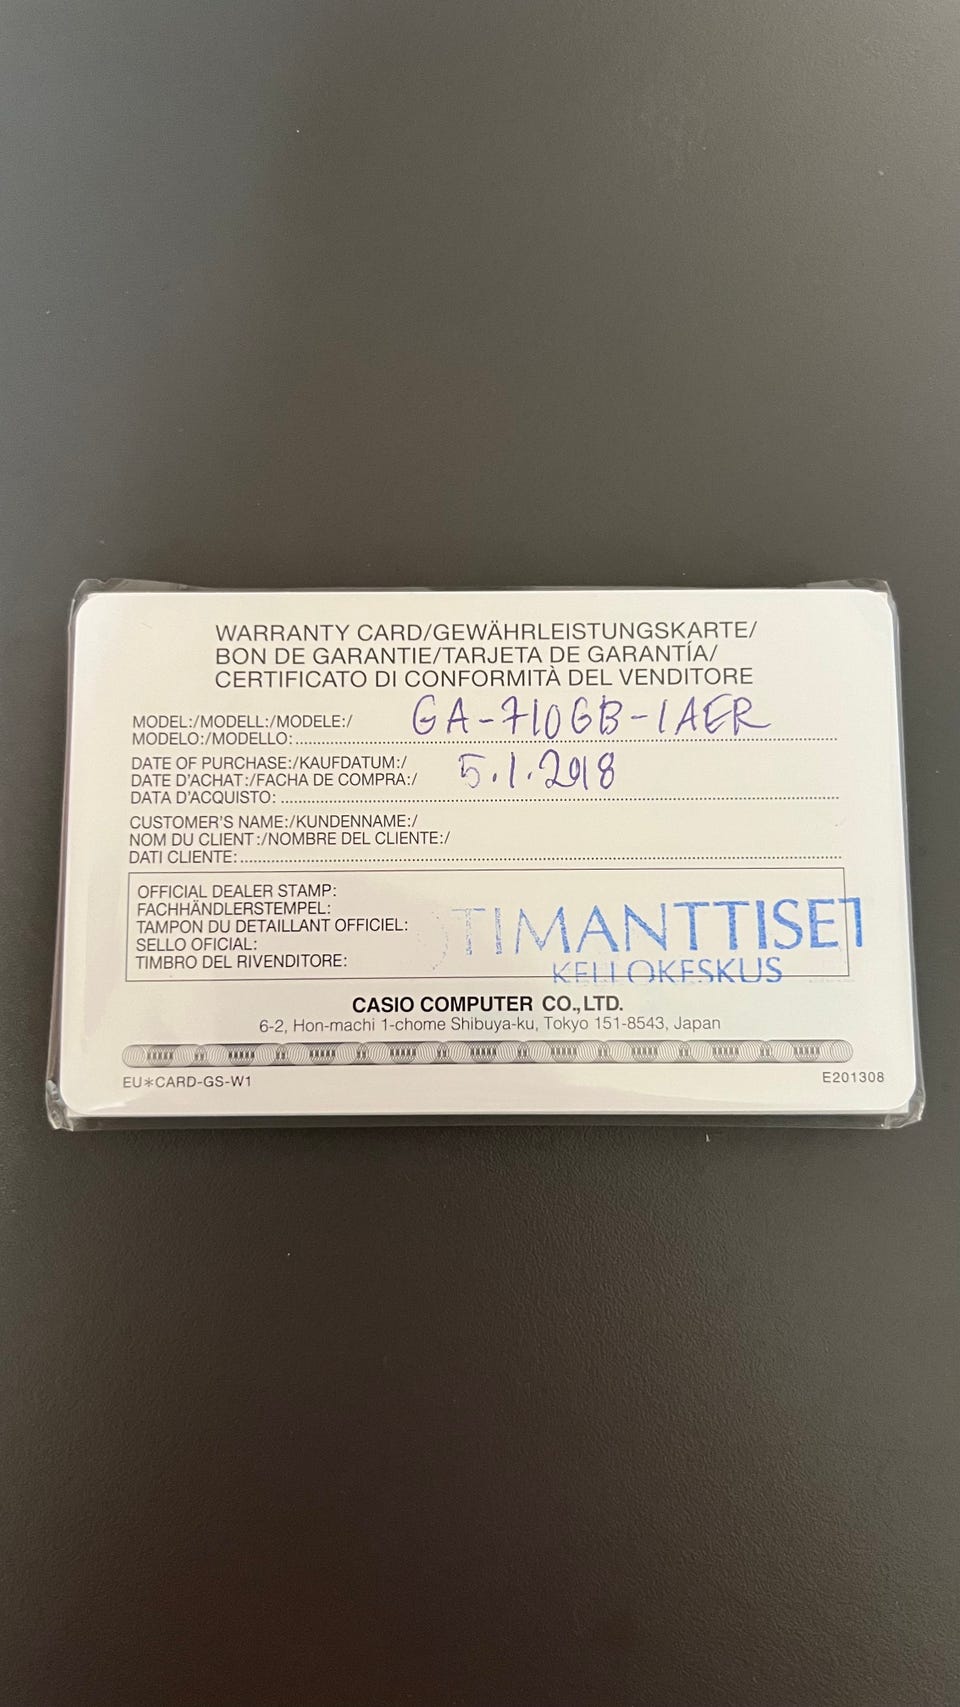 WARRANTY CARD/GEWÄHRLEISTUNGSKARTE/
BON DE GARANTIE/TARJETA DE GARANTÍA/
CERTIFICATO DI CONFORMITÀ DEL VENDITORE
MODEL:/MODELL:/MODELE:/
MODELO:/MODELLO: GA-710GB-1AER
DATE OF PURCHASE:/KAUFDATUM:/
DATE D'ACHAT:/FACHA DE COMPRA:/
DATA D'ACQUISTO: 5.1.2018
CUSTOMER'S NAME:/KUNDENNAME:/
NOM DU CLIENT:/NOMBRE DEL CLIENTE:/
DATI CLIENTE:
OFFICIAL DEALER STAMP:
FACHHÄNDLERSTEMPEL:
TAMPON DU DETAILLANT OFFICIEL:
SELLO OFICIAL:
TIMBRO DEL RIVENDITORE:
TIMANTTISET
KELLOKESKUS
CASIO COMPUTER CO., LTD.
6-2, Hon-machi 1-chome Shibuya-ku, Tokyo 151-8543, Japan
EU*CARD-GS-W1
E201308